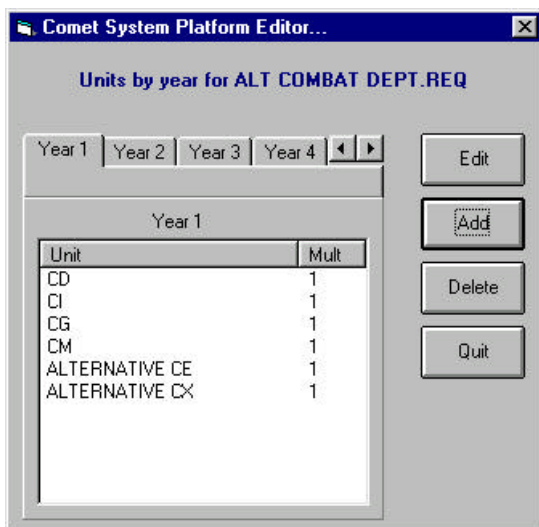 Comet System Platform Editor...
Units by year for ALT COMBAT DEPT.REQ
Year 1 Year 2 Year 3 Year 4
Edit
Year 1
Add
Unit Mult
CD 1
CI 1
CG 1
CM 1
ALTERNATIVE CE 1
ALTERNATIVE CX 1
Delete
Quit